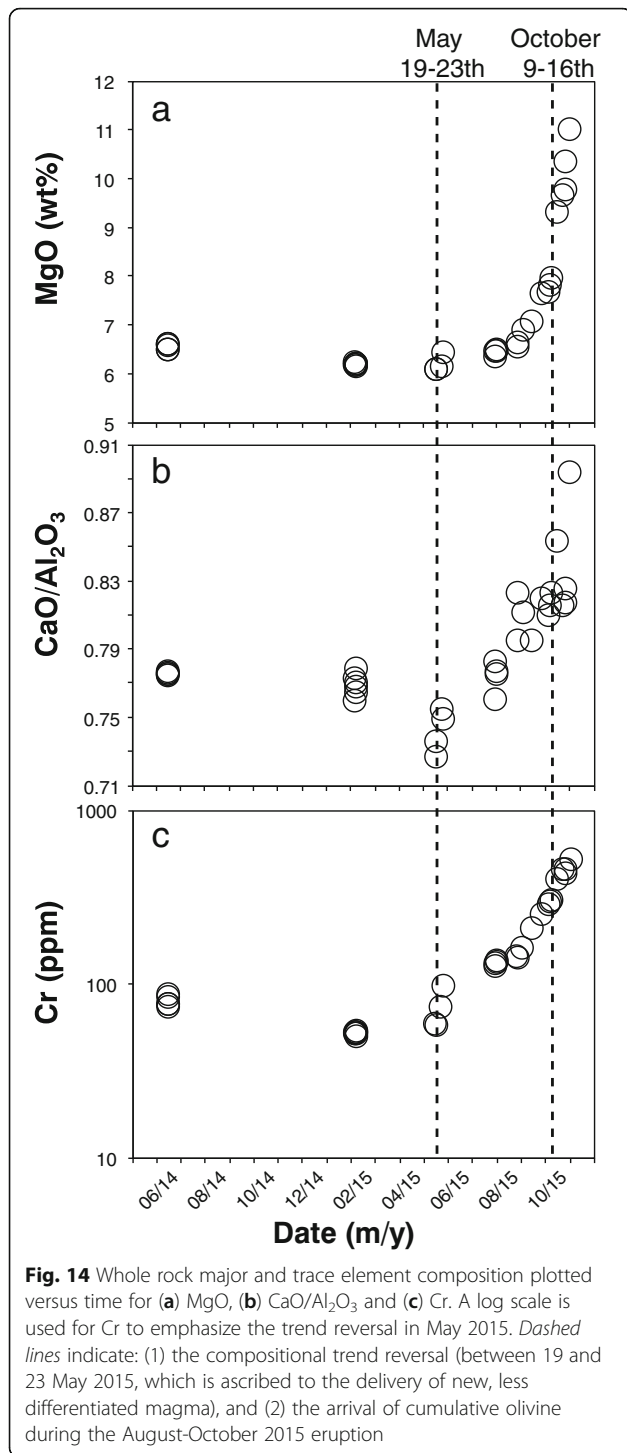 May October
19-23th 9-16th
12
a
11
10
9
8
7
6
5
MgO (wt%)
0.91
b
0.87
0.83
0.79
0.75
0.71
CaO/Al₂O₃
1000
c
100
10
Cr (ppm)
06/14 08/14 10/14 12/14 02/15 04/15 06/15 08/15 10/15
Date (m/y)
Fig. 14 Whole rock major and trace element composition plotted
versus time for (a) MgO, (b) CaO/Al₂O₃ and (c) Cr. A log scale is
used for Cr to emphasize the trend reversal in May 2015. Dashed
lines indicate: (1) the compositional trend reversal (between 19 and
23 May 2015, which is ascribed to the delivery of new, less
differentiated magma), and (2) the arrival of cumulative olivine
during the August-October 2015 eruption